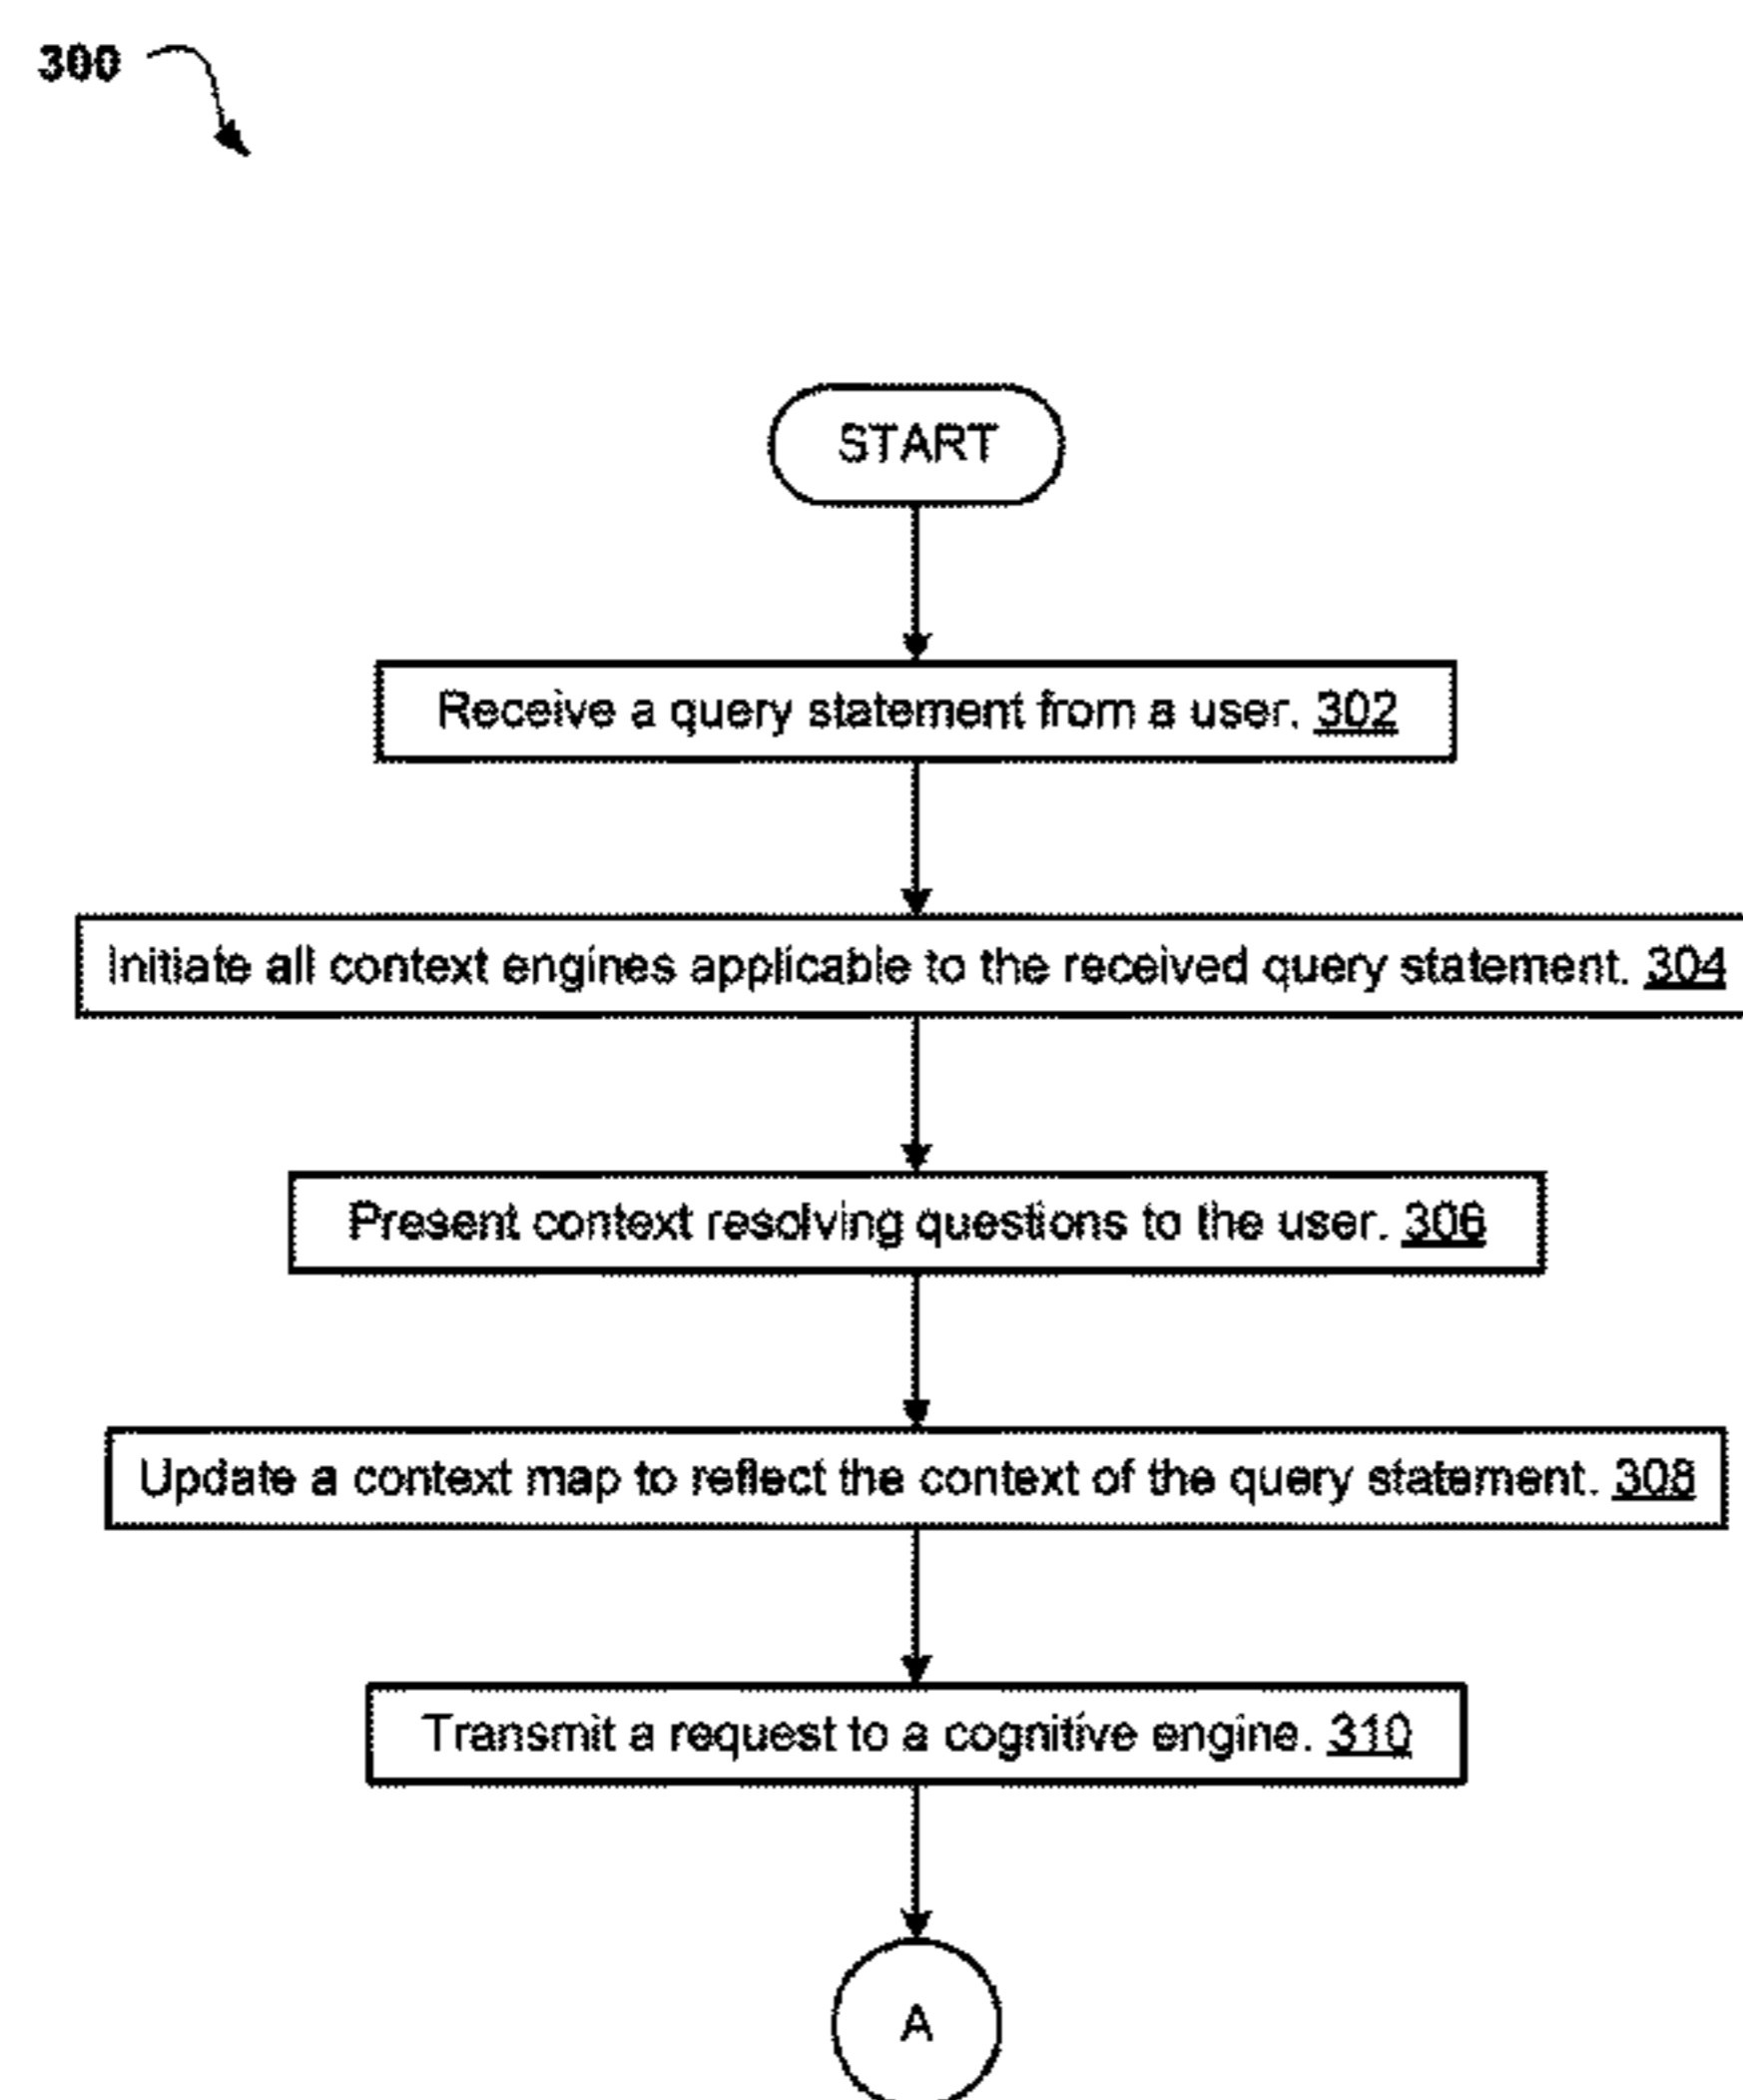 300
START
Receive a query statement from a user. 302
Initiate all context engines applicable to the received query statement. 304
Present context resolving questions to the user. 306
Update a context map to reflect the context of the query statement. 308
Transmit a request to a cognitive engine. 310
A